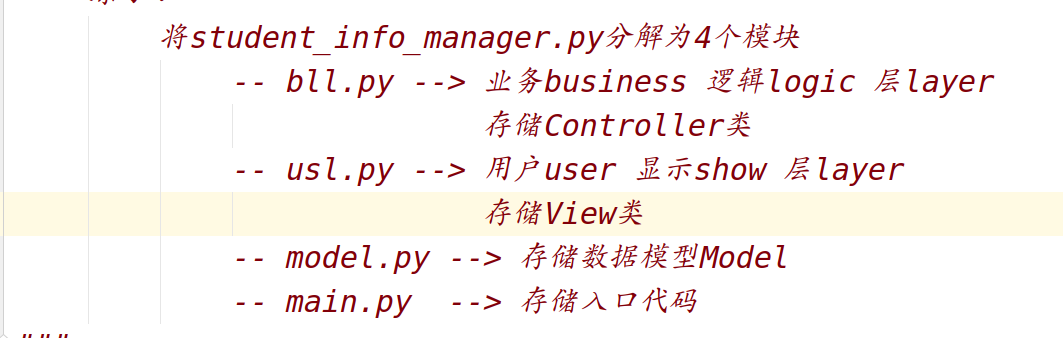 将student_info_manager.py分解为4个模块
-- bll.py --> 业务business 逻辑logic 层layer
存储Controller类
-- usl.py --> 用户user 显示show 层layer
存储View类
-- model.py --> 存储数据模型Model
-- main.py  --> 存储入口代码